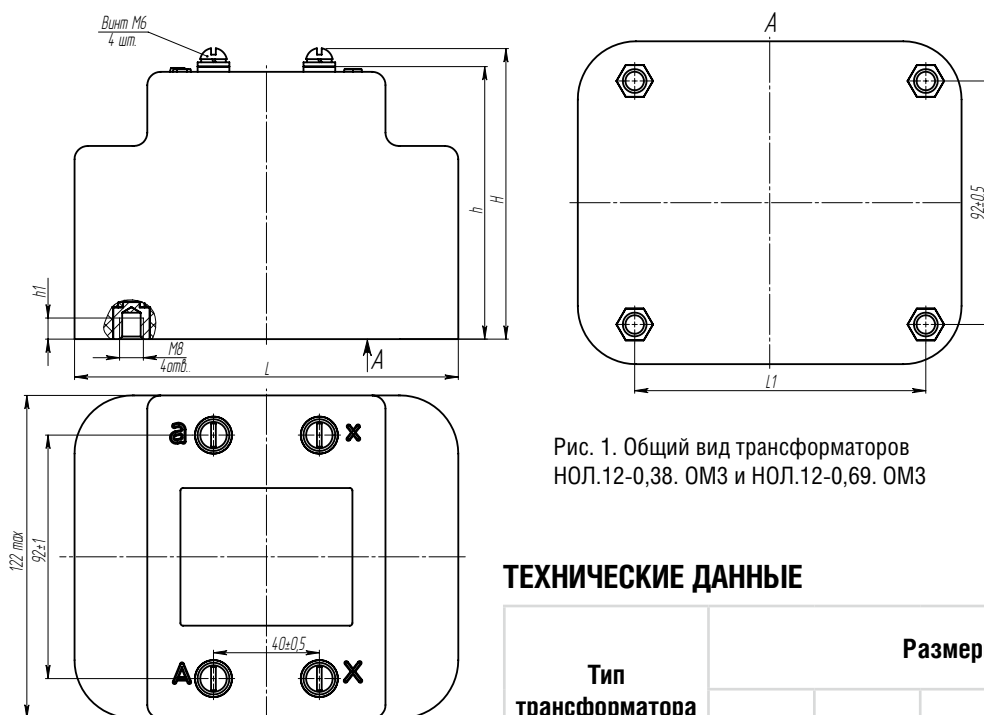 Винт М6
4 шт.
h1
h
H
М8
4отв.
L
А
А
L1
92±0,5
122 max
92±1
а
х
40±0,5
А
Х
Рис. 1. Общий вид трансформаторов
НОЛ.12-0,38. ОМ3 и НОЛ.12-0,69. ОМ3
ТЕХНИЧЕСКИЕ ДАННЫЕ
Тип
трансформатора
Размер